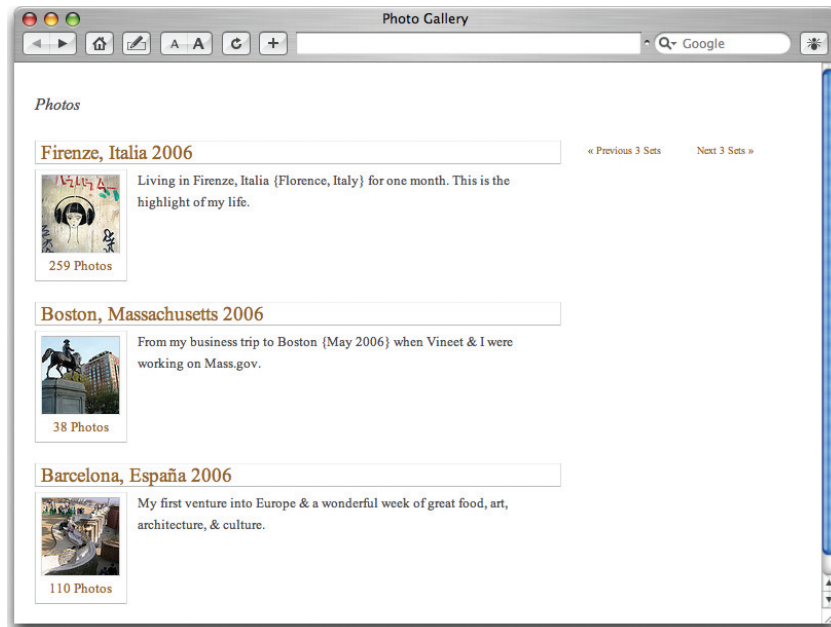 Photo Gallery
A A
Google
Photos
Firenze, Italia 2006
« Previous 3 Sets
Next 3 Sets »
Living in Firenze, Italia {Florence, Italy} for one month. This is the
highlight of my life.
259 Photos
Boston, Massachusetts 2006
From my business trip to Boston {May 2006} when Vineet & I were
working on Mass.gov.
38 Photos
Barcelona, España 2006
My first venture into Europe & a wonderful week of great food, art,
architecture, & culture.
110 Photos